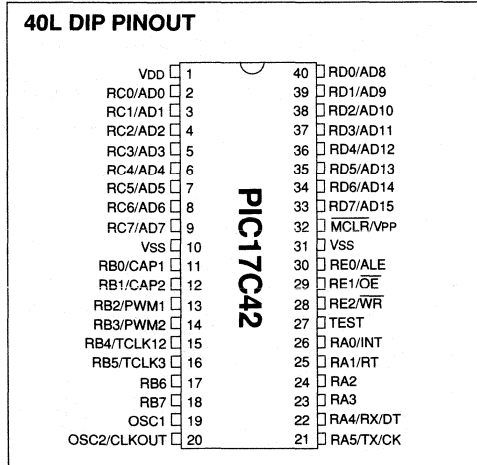 40L DIP PINOUT
VDD 1 40 RD0/AD8
RC0/AD0 2 39 RD1/AD9
RC1/AD1 3 38 RD2/AD10
RC2/AD2 4 37 RD3/AD11
RC3/AD3 5 36 RD4/AD12
RC4/AD4 6 35 RD5/AD13
RC5/AD5 7 34 RD6/AD14
RC6/AD6 8 33 RD7/AD15
RC7/AD7 9 32 MCLR/VPP
VSS 10 31 VSS
RB0/CAP1 11 30 RE0/ALE
RB1/CAP2 12 29 RE1/OE
RB2/PWM1 13 28 RE2/WR
RB3/PWM2 14 27 TEST
RB4/TCLK12 15 26 RA0/INT
RB5/TCLK3 16 25 RA1/RT
RB6 17 24 RA2
RB7 18 23 RA3
OSC1 19 22 RA4/RX/DT
OSC2/CLKOUT 20 21 RA5/TX/CK
PIC17C42